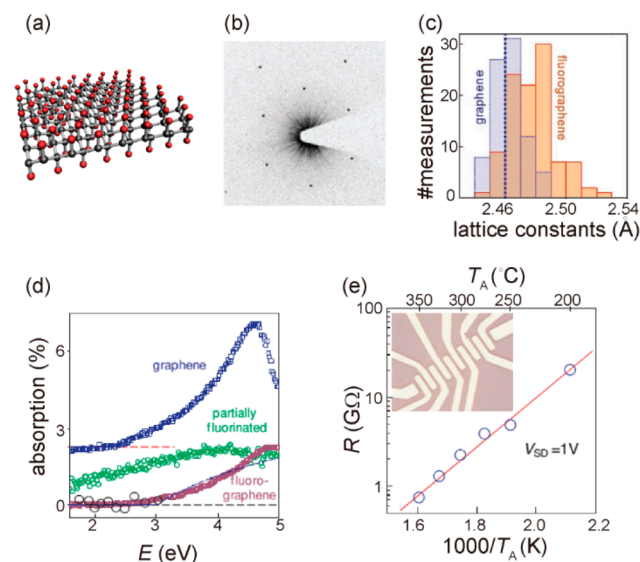 (a)
(b)
(c)
30
20
10
0
#measurements
graphene
fluorographene
2.46
2.50
2.54
lattice constants (Å)
(d)
6
3
0
absorption (%)
graphene
partially
fluorinated
fluoro-
graphene
2
3
4
5
E (eV)
(e)
T_A (°C)
350
300
250
200
100
10
1
R (GΩ)
V_SD =1V
1.6
1.8
2.0
2.2
1000/T_A (K)